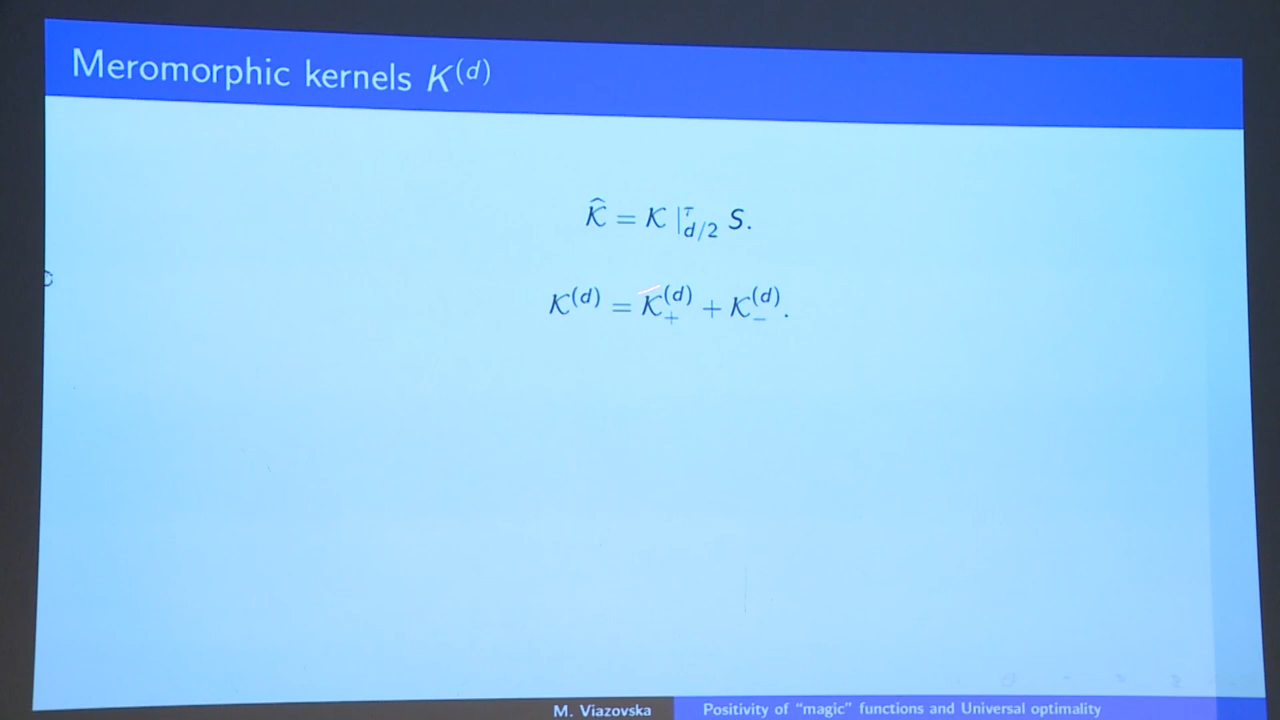 Meromorphic kernels K^(d)
𝒦̂ = 𝒦 |^τ_{d/2} S.
𝒦^(d) = 𝒦_+^(d) + 𝒦_−^(d).
M. Viazovska
Positivity of “magic” functions and Universal optimality